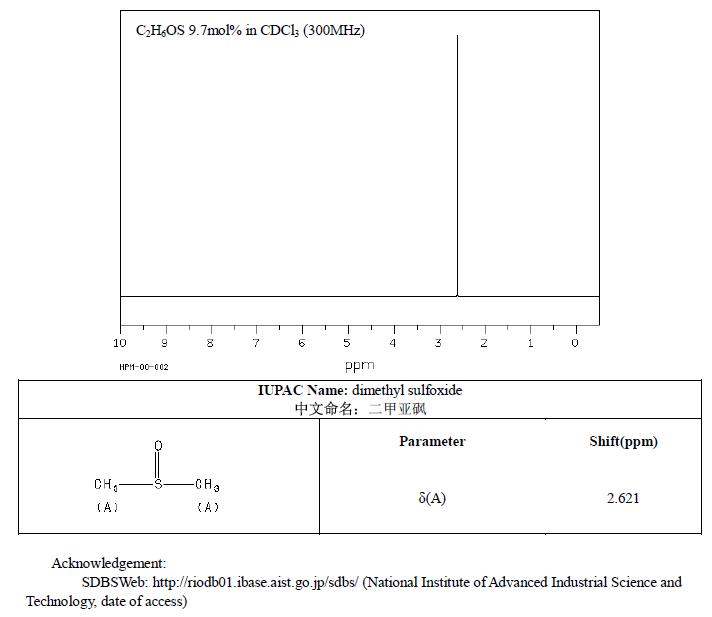 C₂H₆OS 9.7mol% in CDCl₃ (300MHz)
10 9 8 7 6 5 4 3 2 1 0
HPM-00-002
ppm
IUPAC Name: dimethyl sulfoxide
中文命名：二甲亚砜
Parameter Shift(ppm)
O
CH₃ S CH₃
(A) (A)
δ(A) 2.621
Acknowledgement:
SDBSWeb: http://riodb01.ibase.aist.go.jp/sdbs/ (National Institute of Advanced Industrial Science and
Technology, date of access)